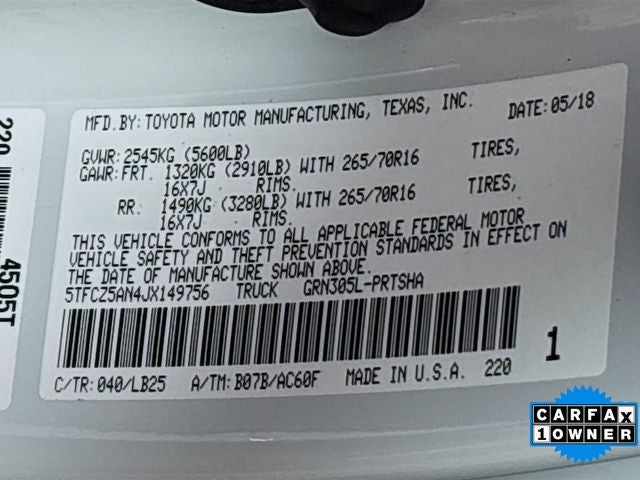 MFD.BY: TOYOTA MOTOR MANUFACTURING, TEXAS, INC. DATE: 05/18
GVWR: 2545KG (5600LB)
GAWR: FRT. 1320KG (2910LB) WITH 265/70R16 TIRES,
16X7J RIMS.
RR. 1490KG (3280LB) WITH 265/70R16 TIRES,
16X7J RIMS.
THIS VEHICLE CONFORMS TO ALL APPLICABLE FEDERAL MOTOR
VEHICLE SAFETY AND THEFT PREVENTION STANDARDS IN EFFECT ON
THE DATE OF MANUFACTURE SHOWN ABOVE.
5TFCZ5AN4JX149756 TRUCK GRN305L-PRTSHA
1
C/TR: 040/LB25 A/TM: B07B/AC60F MADE IN U.S.A. 220
220 4505T
CARFAX
1 OWNER